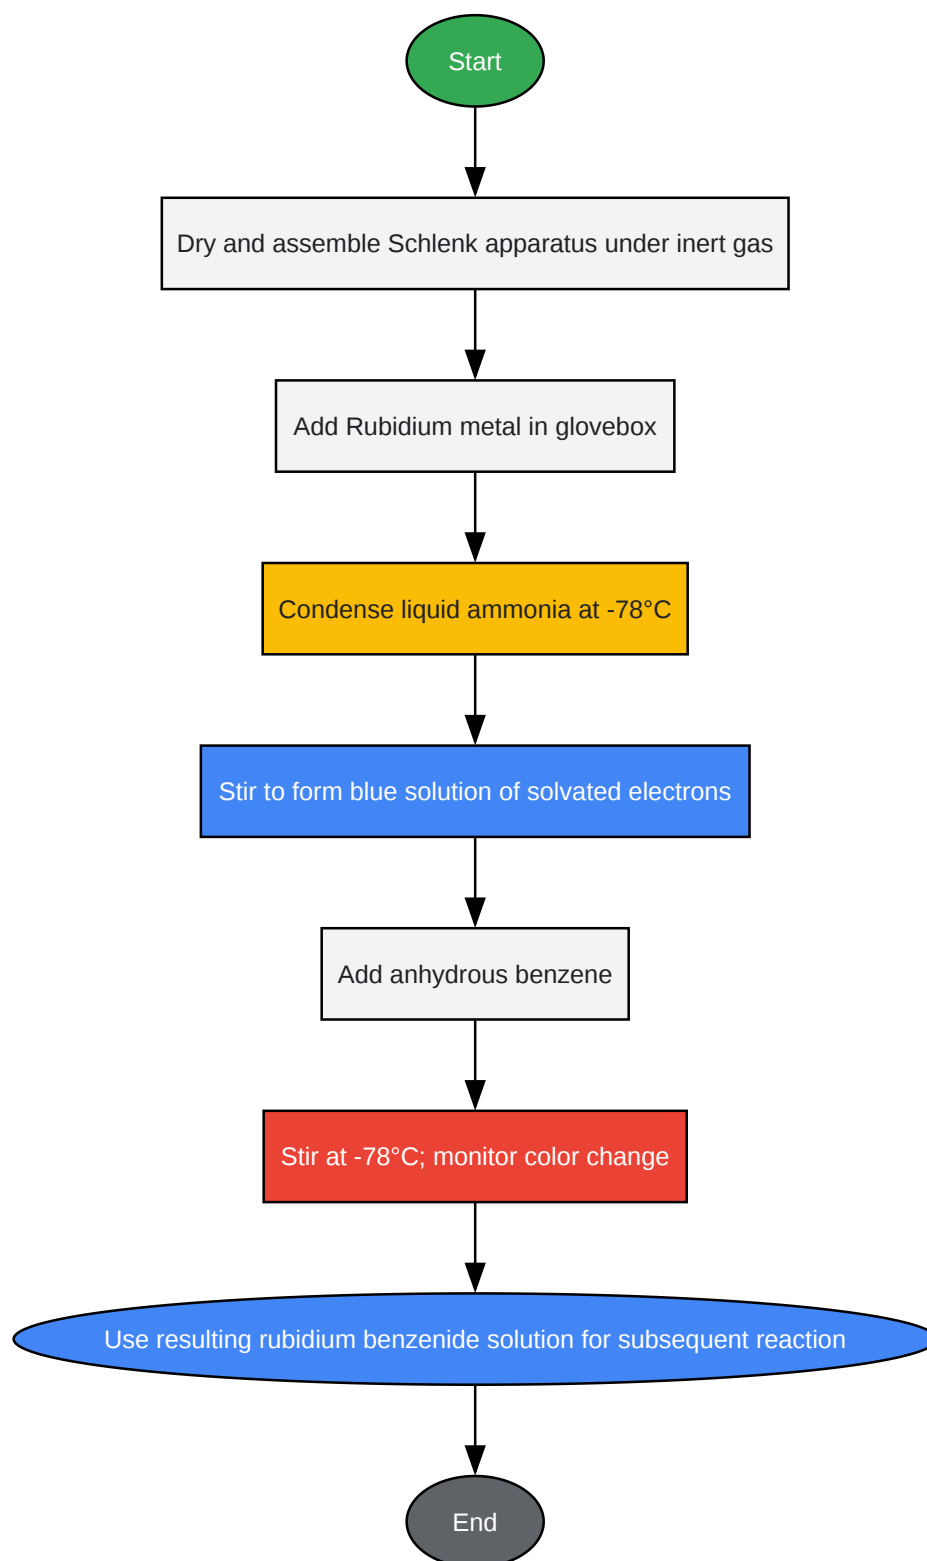 Start
Dry and assemble Schlenk apparatus under inert gas
Add Rubidium metal in glovebox
Condense liquid ammonia at -78°C
Stir to form blue solution of solvated electrons
Add anhydrous benzene
Stir at -78°C; monitor color change
Use resulting rubidium benzenide solution for subsequent reaction
End